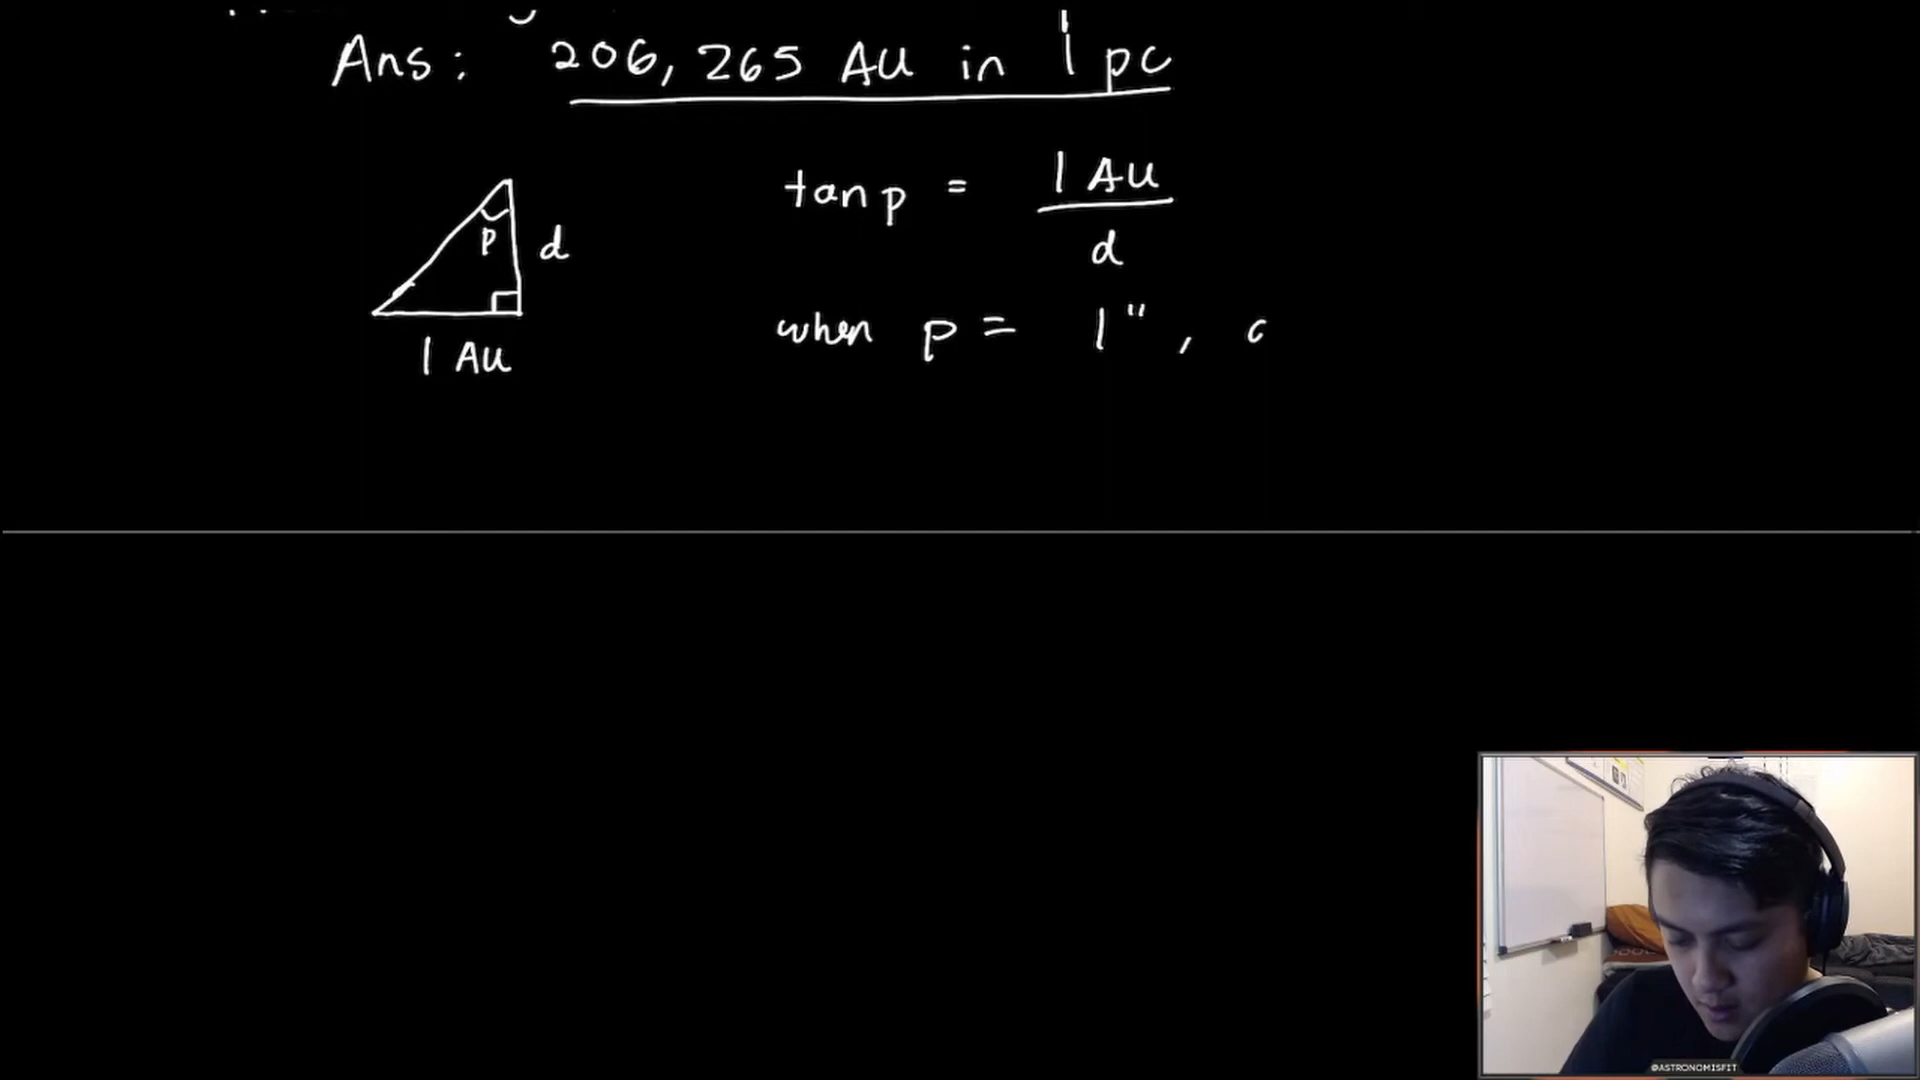 Ans: 206,265 AU in 1 pc
tan p = 1 AU
d
p
d
1 AU
when p = 1",
@ASTRONOMISFIT